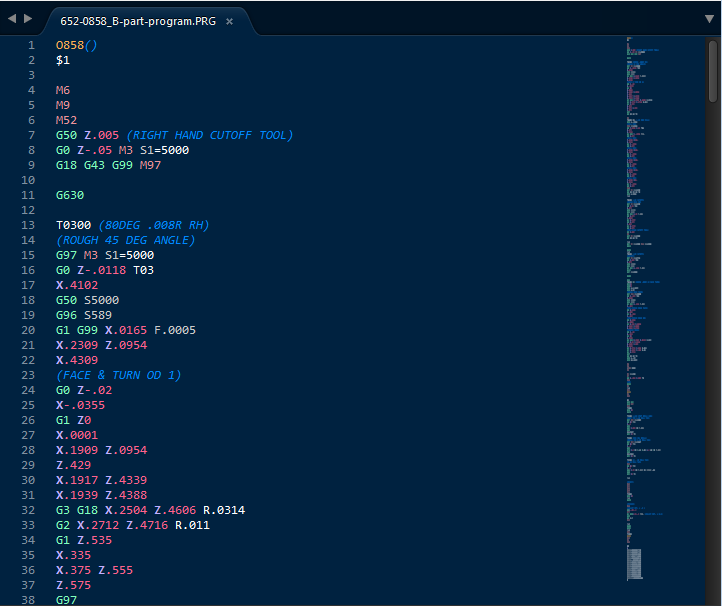 652-0858_B-part-program.PRG ×
1 O858()
2 $1
3
4 M6
5 M9
6 M52
7 G50 Z.005 (RIGHT HAND CUTOFF TOOL)
8 G0 Z-.05 M3 S1=5000
9 G18 G43 G99 M97
10
11 G630
12
13 T0300 (80DEG .008R RH)
14 (ROUGH 45 DEG ANGLE)
15 G97 M3 S1=5000
16 G0 Z-.0118 T03
17 X.4102
18 G50 S5000
19 G96 S589
20 G1 G99 X.0165 F.0005
21 X.2309 Z.0954
22 X.4309
23 (FACE & TURN OD 1)
24 G0 Z-.02
25 X-.0355
26 G1 Z0
27 X.0001
28 X.1909 Z.0954
29 Z.429
30 X.1917 Z.4339
31 X.1939 Z.4388
32 G3 G18 X.2504 Z.4606 R.0314
33 G2 X.2712 Z.4716 R.011
34 G1 Z.535
35 X.335
36 X.375 Z.555
37 Z.575
38 G97